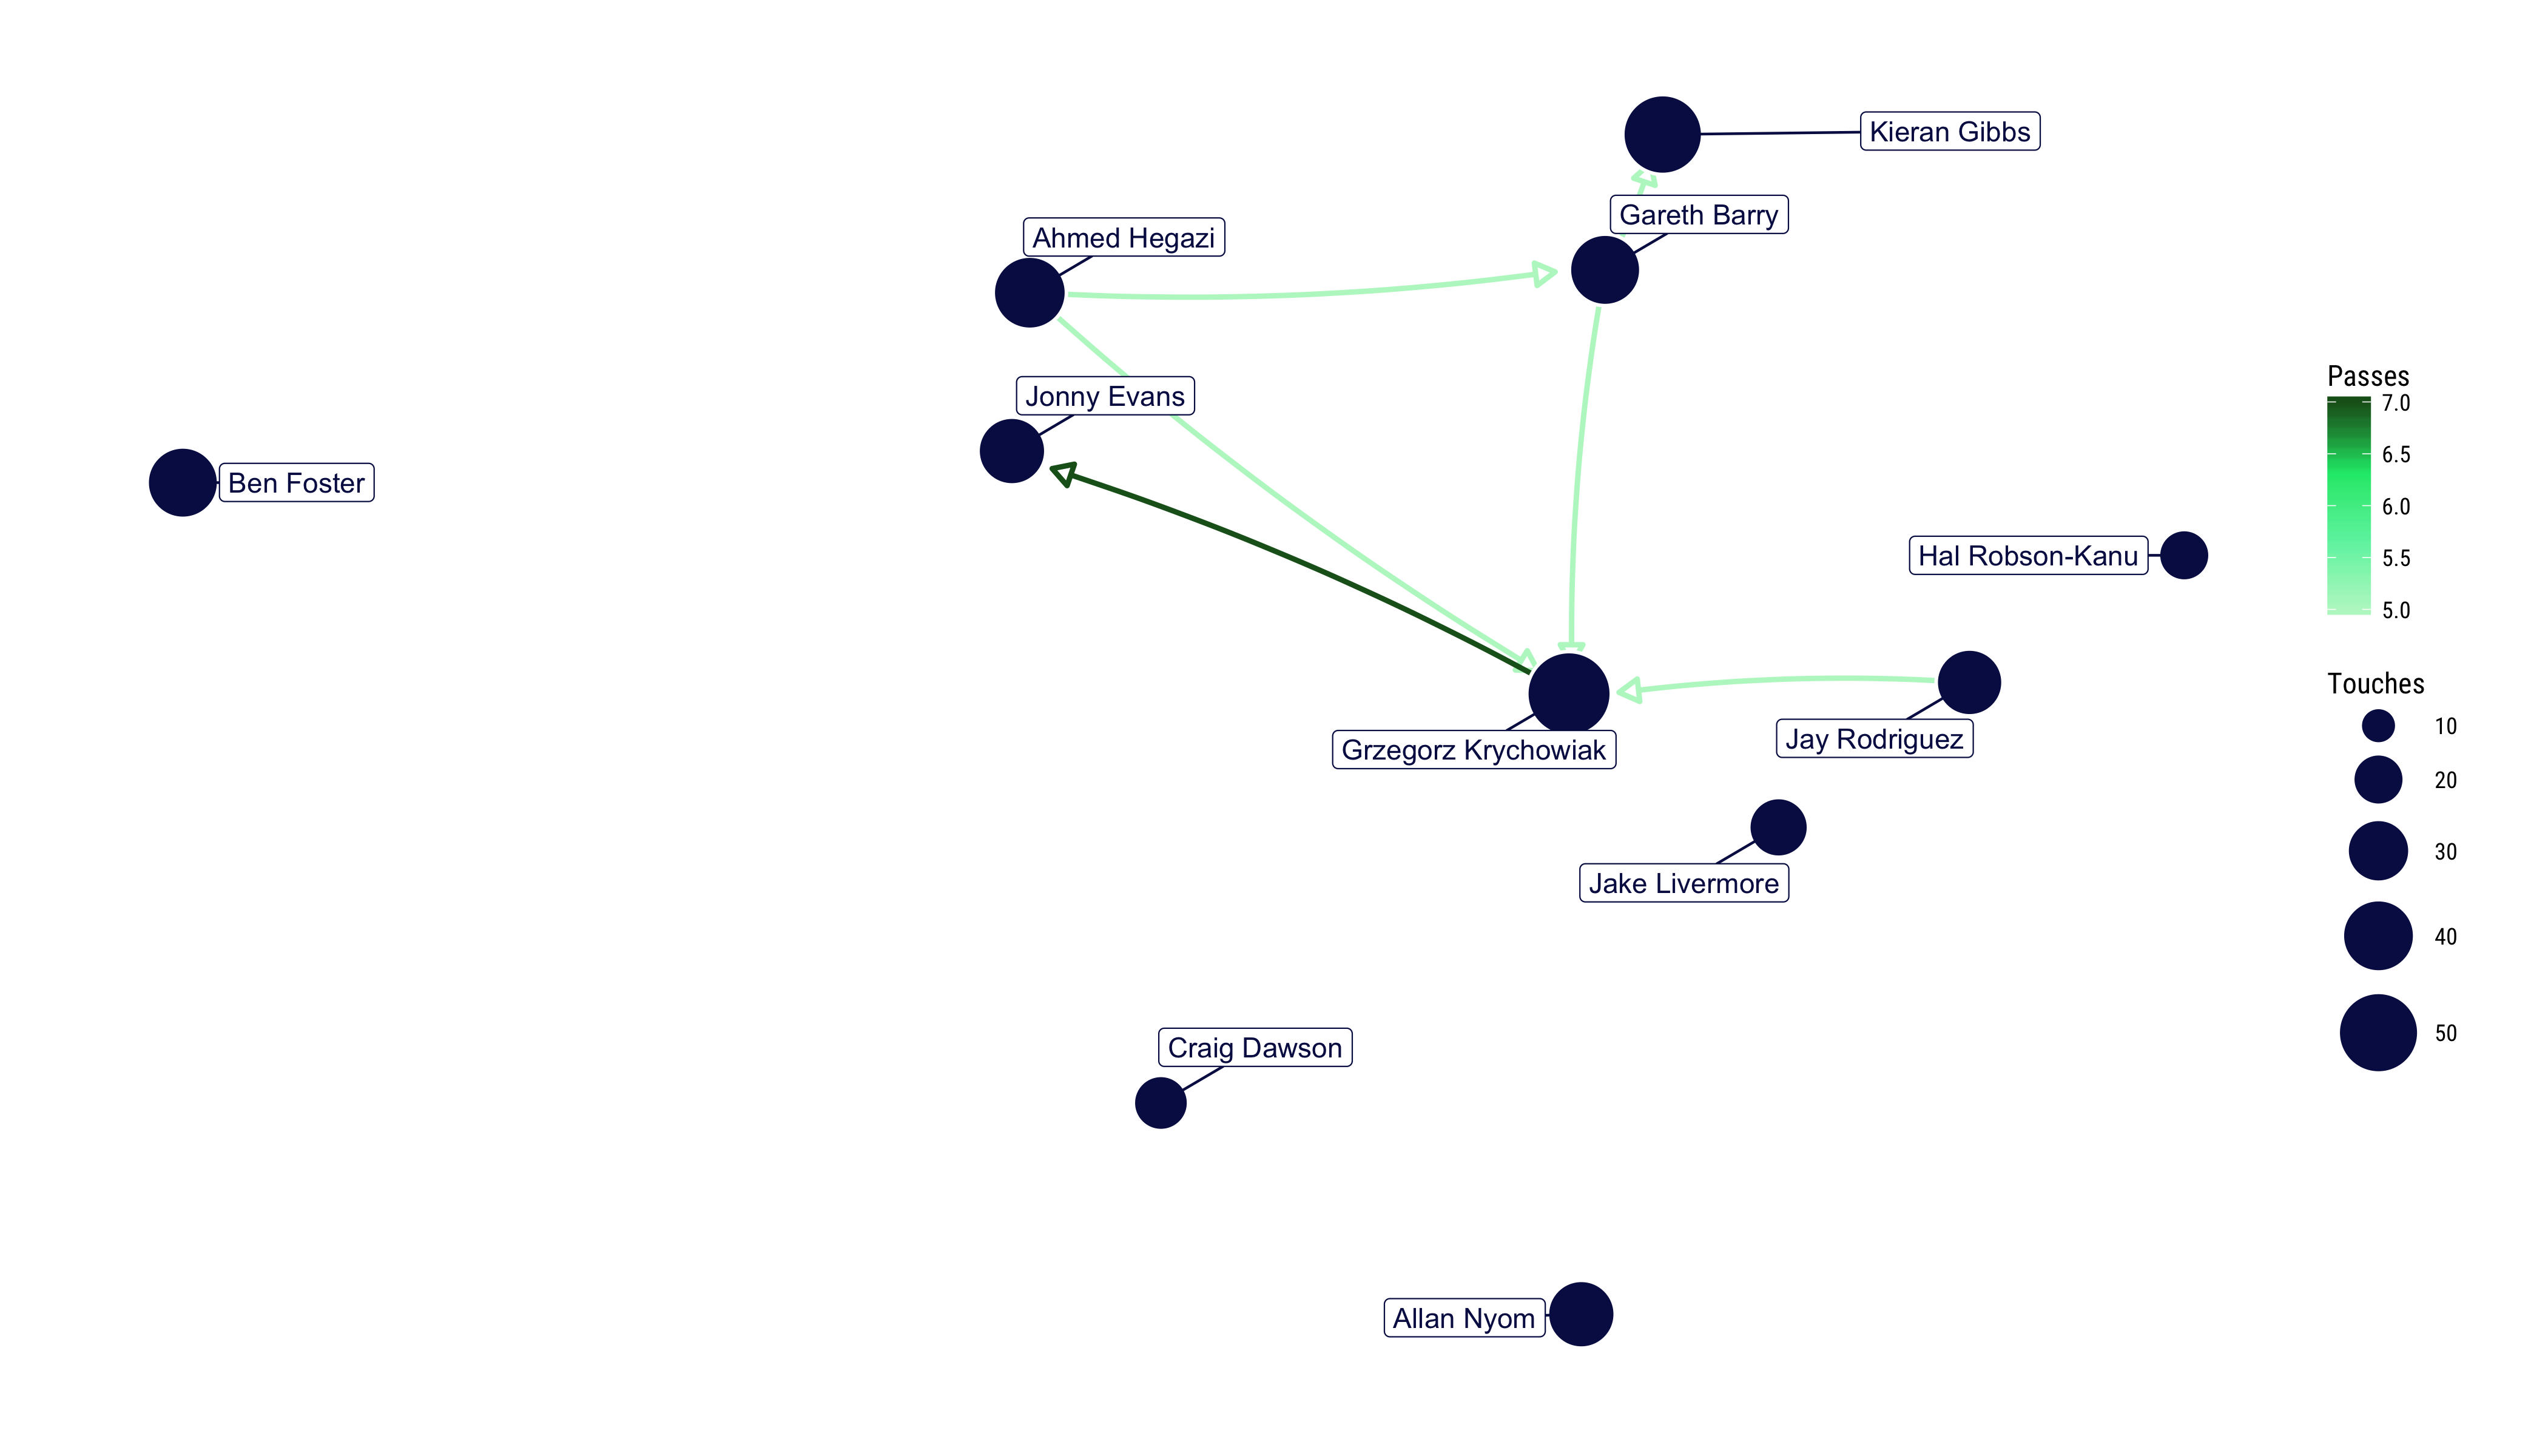 Kieran Gibbs
Gareth Barry
Ahmed Hegazi
Jonny Evans
Ben Foster
Hal Robson-Kanu
Grzegorz Krychowiak
Jay Rodriguez
Jake Livermore
Craig Dawson
Allan Nyom
Passes
7.0
6.5
6.0
5.5
5.0
Touches
10
20
30
40
50